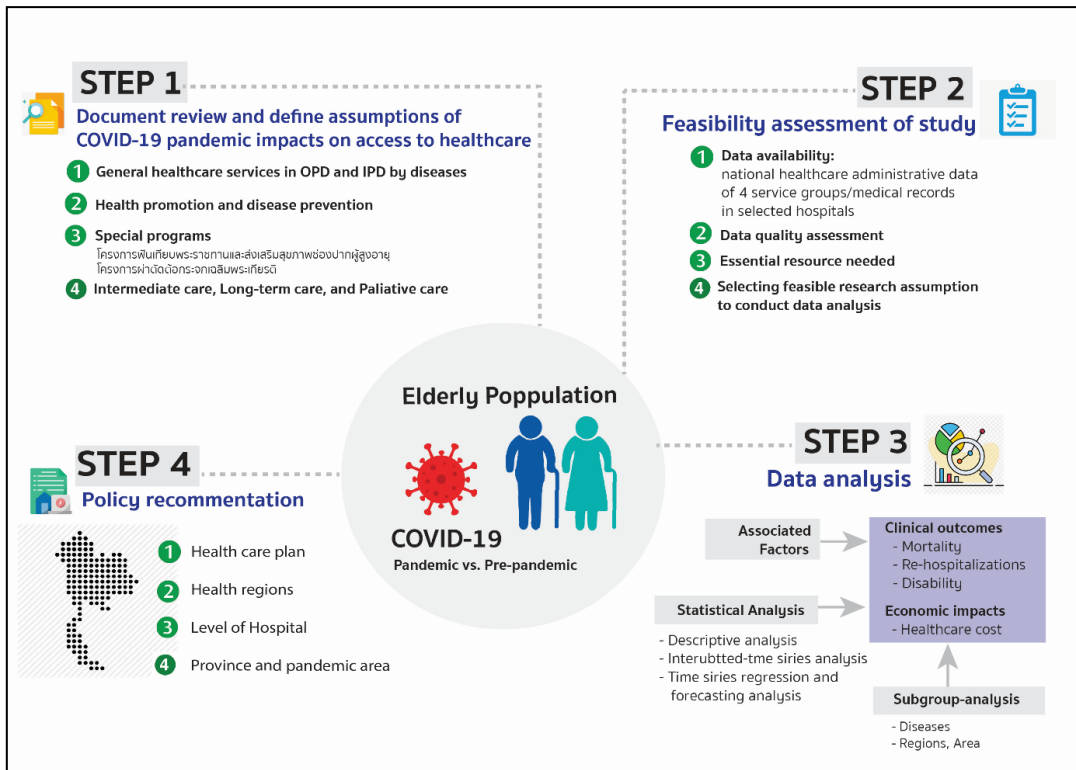 STEP 1
Document review and define assumptions of
COVID-19 pandemic impacts on access to healthcare
1 General healthcare services in OPD and IPD by diseases
2 Health promotion and disease prevention
3 Special programs
โครงการฟันเทียมพระราชทานและส่งเสริมสุขภาพช่องปากผู้สูงอายุ
โครงการผ่าตัดต้อกระจกเฉลิมพระเกียรติ
4 Intermediate care, Long-term care, and Paliative care
STEP 2
Feasibility assessment of study
1 Data availability:
national healthcare administrative data
of 4 service groups/medical records
in selected hospitals
2 Data quality assessment
3 Essential resource needed
4 Selecting feasible research assumption
to conduct data analysis
Elderly Poppulation
COVID-19
Pandemic vs. Pre-pandemic
STEP 3
Data analysis
Associated
Factors
Clinical outcomes
- Mortality
- Re-hospitalizations
- Disability
Economic impacts
- Healthcare cost
Statistical Analysis
- Descriptive analysis
- Interubtted-tme siries analysis
- Time siries regression and
forecasting analysis
Subgroup-analysis
- Diseases
- Regions, Area
STEP 4
Policy recommentation
1 Health care plan
2 Health regions
3 Level of Hospital
4 Province and pandemic area